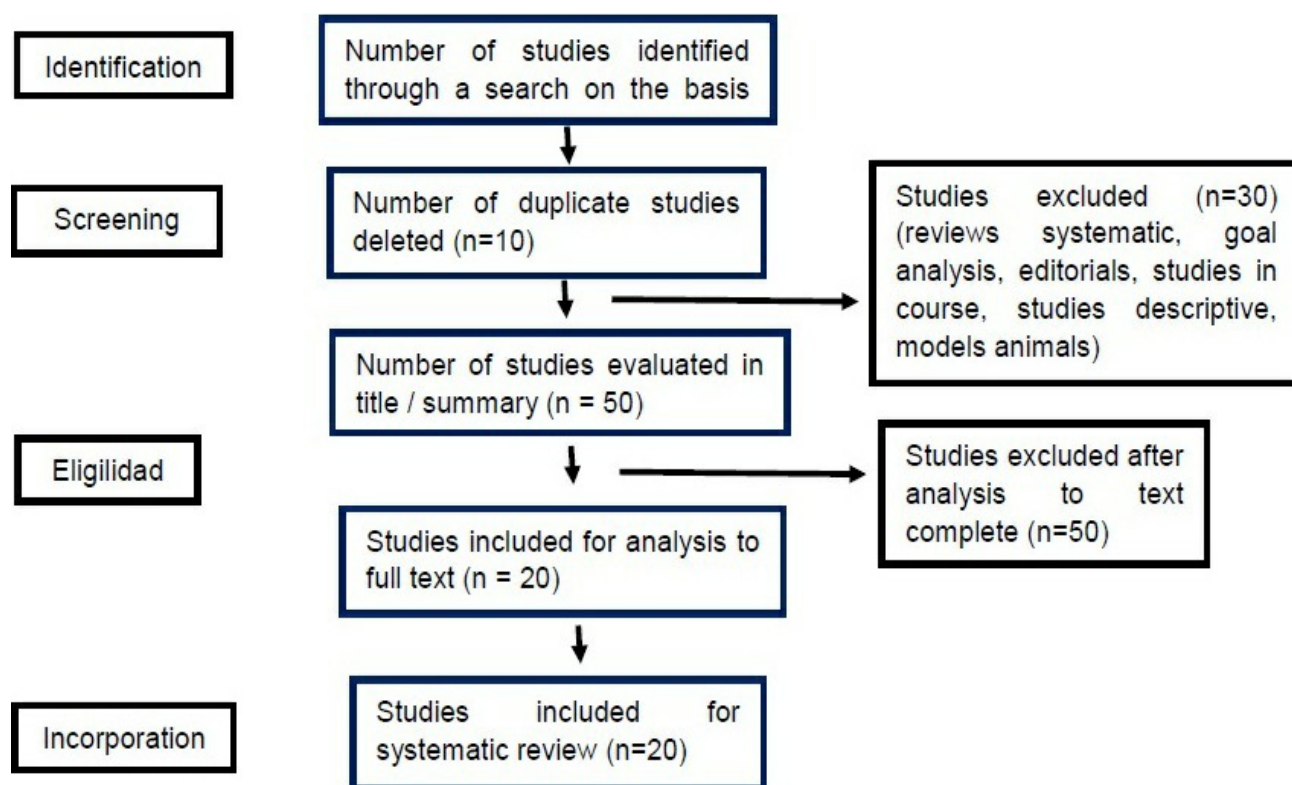 Identification
Number of studies identified
through a search on the basis
Screening
Number of duplicate studies
deleted (n=10)
Studies excluded (n=30)
(reviews systematic, goal
analysis, editorials, studies in
course, studies descriptive,
models animals)
Number of studies evaluated in
title / summary (n = 50)
Eligilidad
Studies excluded after
analysis to text
complete (n=50)
Studies included for analysis to
full text (n = 20)
Incorporation
Studies included for
systematic review (n=20)